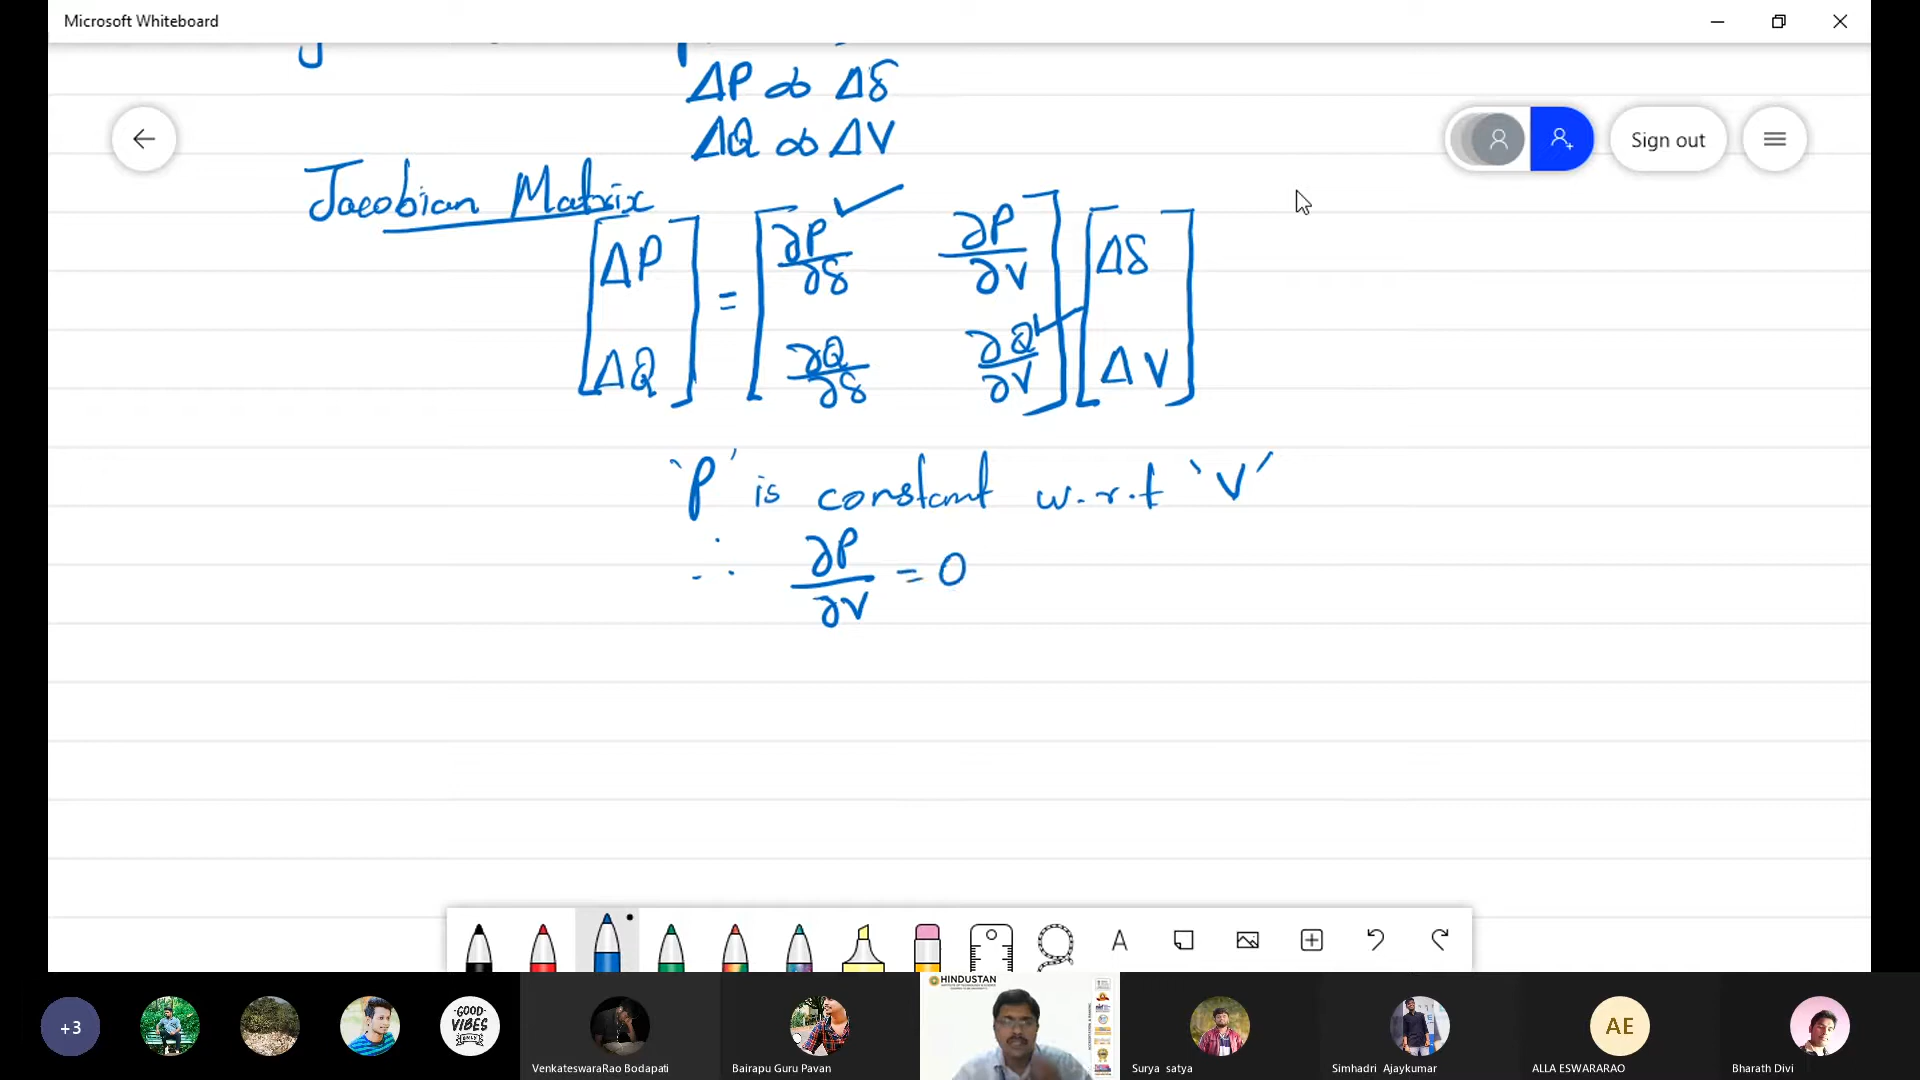 Microsoft Whiteboard
ΔP ∝ Δδ
ΔQ ∝ ΔV
Sign out
Jacobian Matrix
[ΔP ΔQ] = [∂P/∂δ ✓ ∂P/∂V ∂Q/∂δ ∂Q/∂V ✓] [Δδ ΔV]
'P' is constant w.r.t 'V'
∴ ∂P/∂V = 0
A
HINDUSTAN
+3
GOOD
VIBES
ONLY
AE
VenkateswaraRao Bodapati
Bairapu Guru Pavan
Surya satya
Simhadri Ajaykumar
ALLA ESWARARAO
Bharath Divi